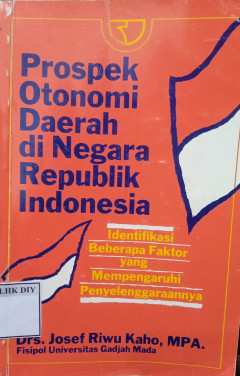 Prospek
Otonomi
Daerah
di Negara
Republik
Indonesia
Identifikasi
Beberapa Faktor
yang
Mempengaruhi
Penyelenggaraannya
LHK DIY
Drs. Josef Riwu Kaho, MPA.
Fisipol Universitas Gadjah Mada